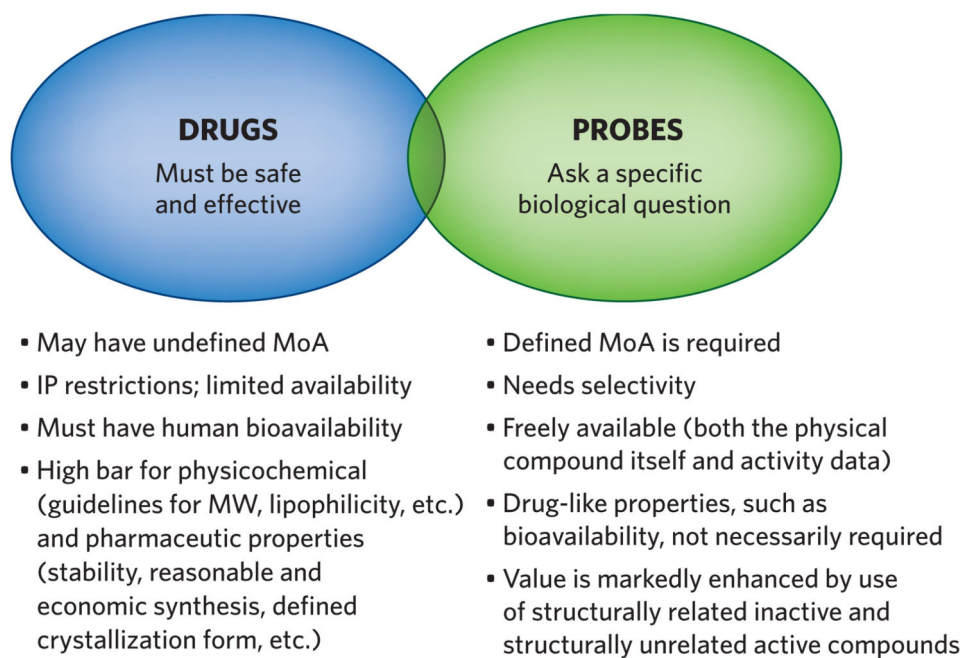 DRUGS
Must be safe
and effective
PROBES
Ask a specific
biological question
• May have undefined MoA
• IP restrictions; limited availability
• Must have human bioavailability
• High bar for physicochemical
(guidelines for MW, lipophilicity, etc.)
and pharmaceutic properties
(stability, reasonable and
economic synthesis, defined
crystallization form, etc.)
• Defined MoA is required
• Needs selectivity
• Freely available (both the physical
compound itself and activity data)
• Drug-like properties, such as
bioavailability, not necessarily required
• Value is markedly enhanced by use
of structurally related inactive and
structurally unrelated active compounds